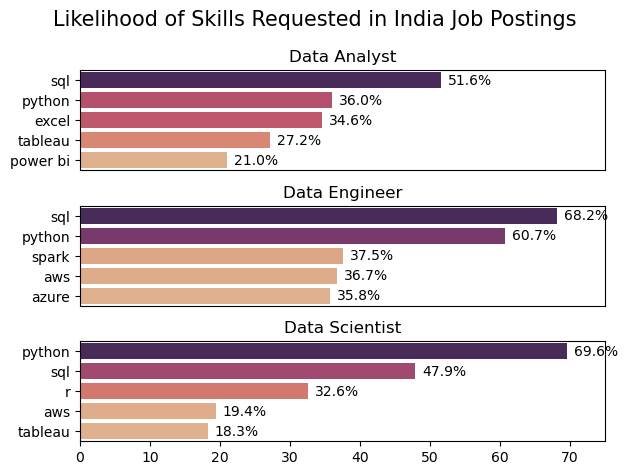 Likelihood of Skills Requested in India Job Postings
Data Analyst
sql 51.6%
python 36.0%
excel 34.6%
tableau 27.2%
power bi 21.0%
Data Engineer
sql 68.2%
python 60.7%
spark 37.5%
aws 36.7%
azure 35.8%
Data Scientist
python 69.6%
sql 47.9%
r 32.6%
aws 19.4%
tableau 18.3%
0 10 20 30 40 50 60 70